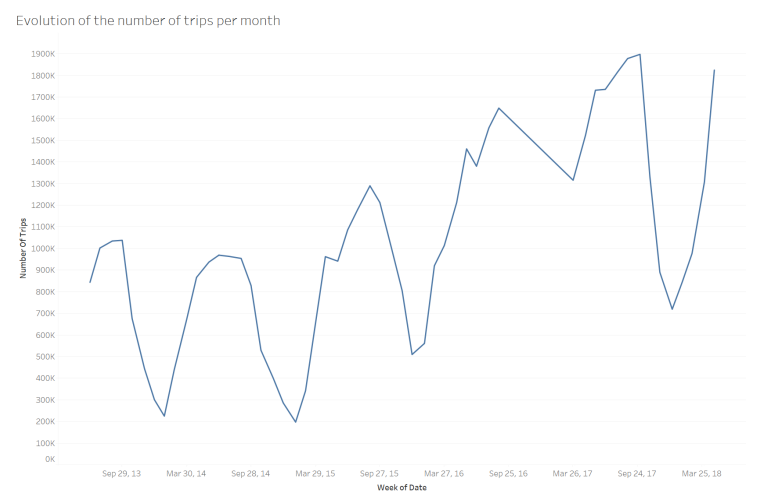 Evolution of the number of trips per month
1900K
1800K
1700K
1600K
1500K
1400K
1300K
1200K
1100K
1000K
900K
800K
700K
600K
500K
400K
300K
200K
100K
0K
Number Of Trips
Sep 29, 13 Mar 30, 14 Sep 28, 14 Mar 29, 15 Sep 27, 15 Mar 27, 16 Sep 25, 16 Mar 26, 17 Sep 24, 17 Mar 25, 18
Week of Date